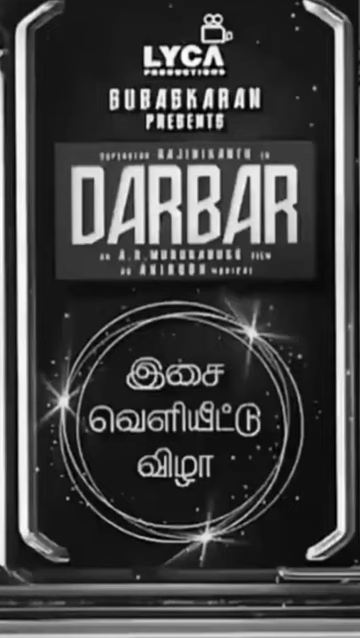 LYCA
PRODUCTIONS
SUBASKARAN
PRESENTS
SUPERSTAR RAJINIKANTH IN
DARBAR
AN A.R.MURUGADOSS FILM
AN ANIRUDH MUSICAL
இசை
வெளியீட்டு
விழா